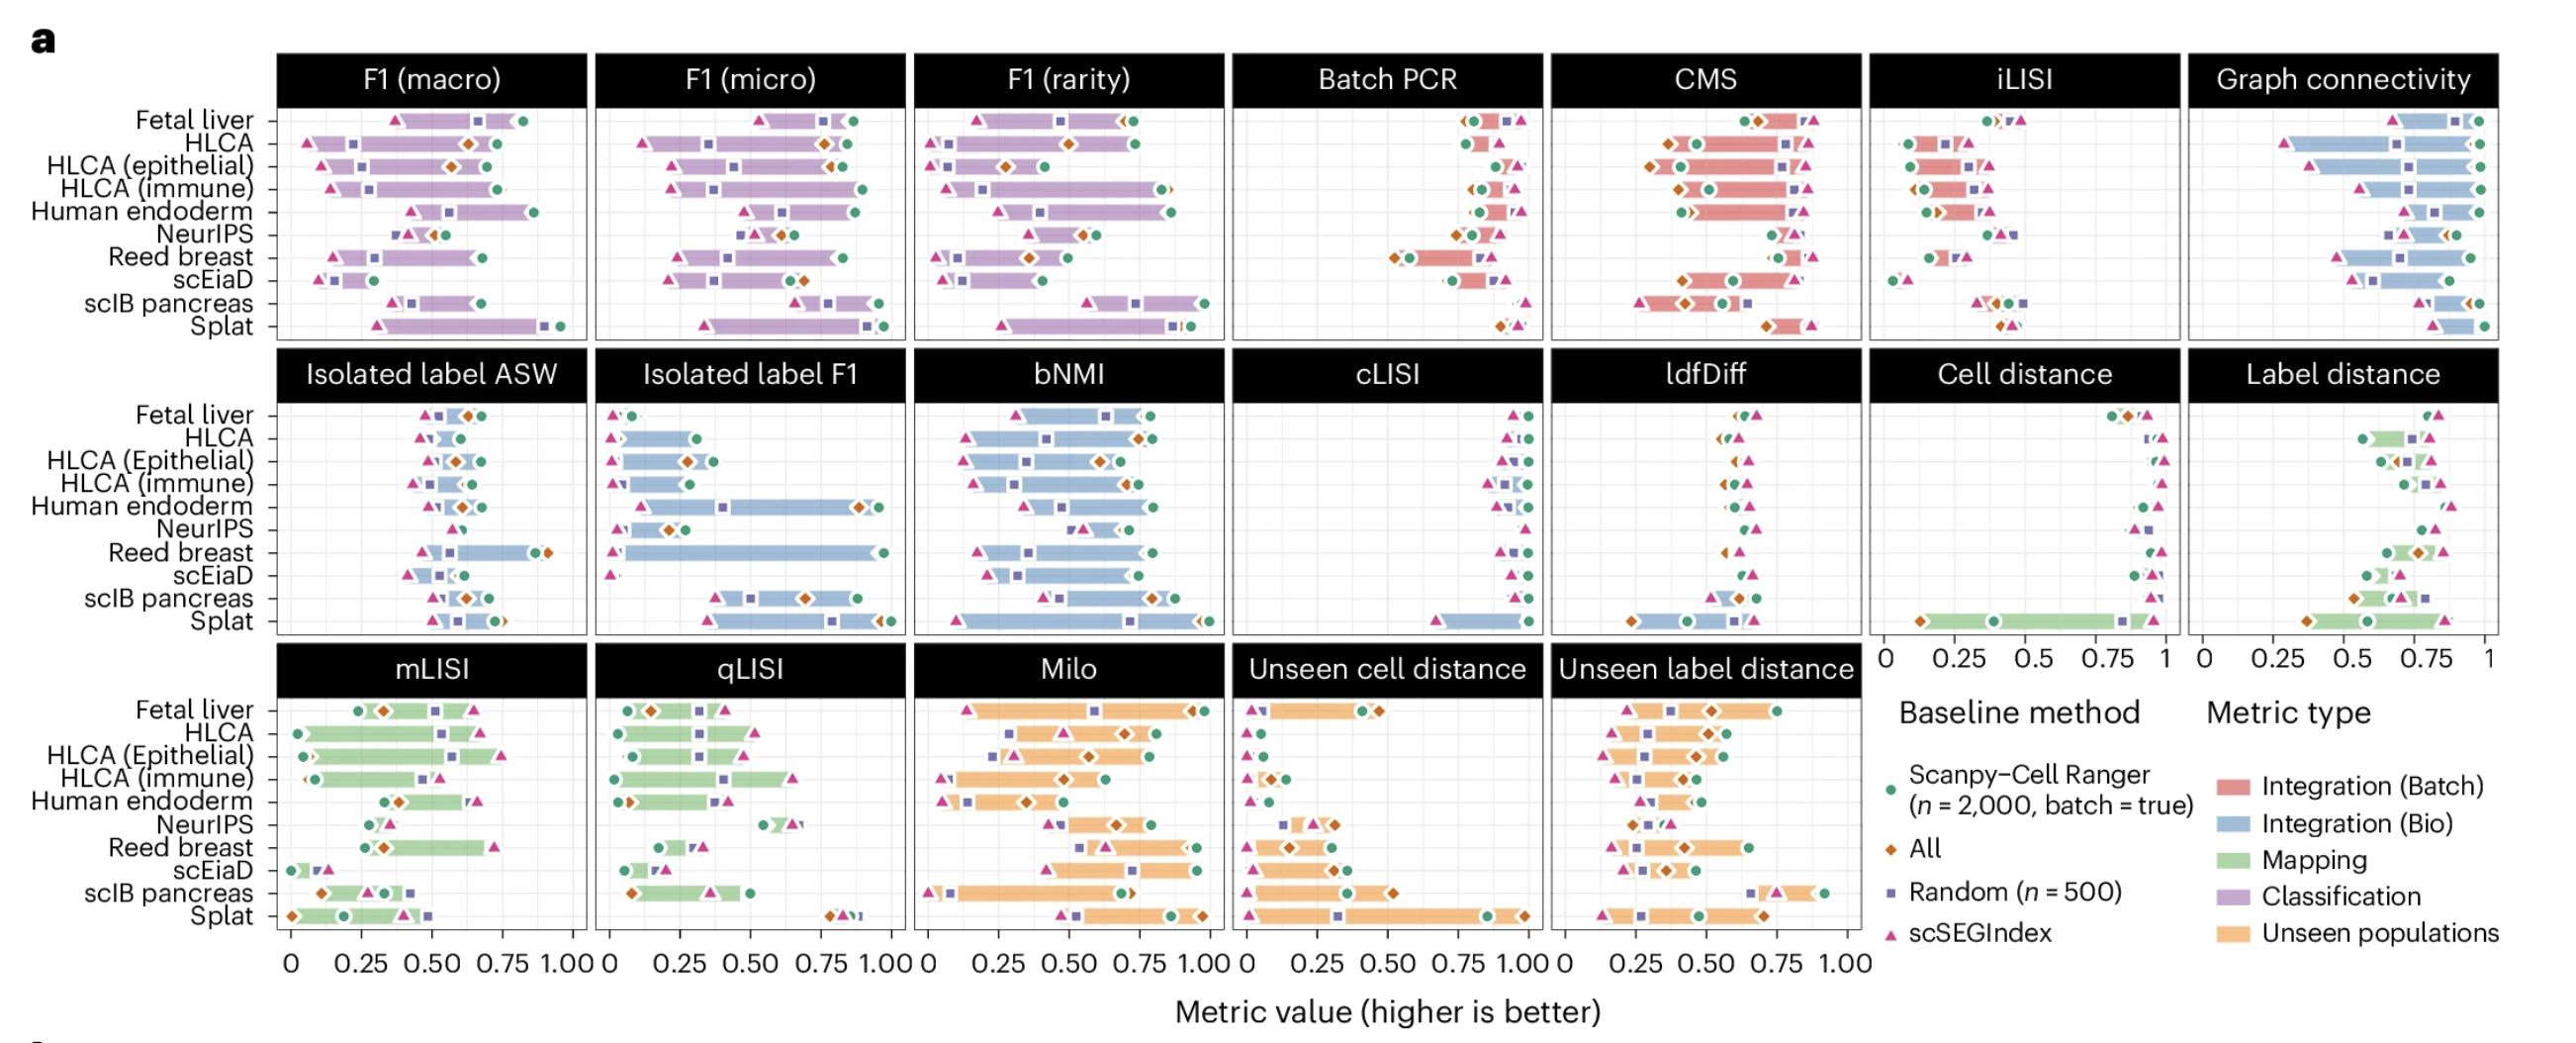 a
F1 (macro)
F1 (micro)
F1 (rarity)
Batch PCR
CMS
iLISI
Graph connectivity
Fetal liver
HLCA
HLCA (epithelial)
HLCA (immune)
Human endoderm
NeurIPS
Reed breast
scEiaD
scIB pancreas
Splat
Isolated label ASW
Isolated label F1
bNMI
cLISI
ldfDiff
Cell distance
Label distance
Fetal liver
HLCA
HLCA (Epithelial)
HLCA (immune)
Human endoderm
NeurIPS
Reed breast
scEiaD
scIB pancreas
Splat
0 0.25 0.5 0.75 1
0 0.25 0.5 0.75 1
mLISI
qLISI
Milo
Unseen cell distance
Unseen label distance
Fetal liver
HLCA
HLCA (Epithelial)
HLCA (immune)
Human endoderm
NeurIPS
Reed breast
scEiaD
scIB pancreas
Splat
0 0.25 0.50 0.75 1.00
0 0.25 0.50 0.75 1.00
0 0.25 0.50 0.75 1.00
0 0.25 0.50 0.75 1.00
0 0.25 0.50 0.75 1.00
Metric value (higher is better)
Baseline method
Scanpy–Cell Ranger
(n = 2,000, batch = true)
All
Random (n = 500)
scSEGIndex
Metric type
Integration (Batch)
Integration (Bio)
Mapping
Classification
Unseen populations